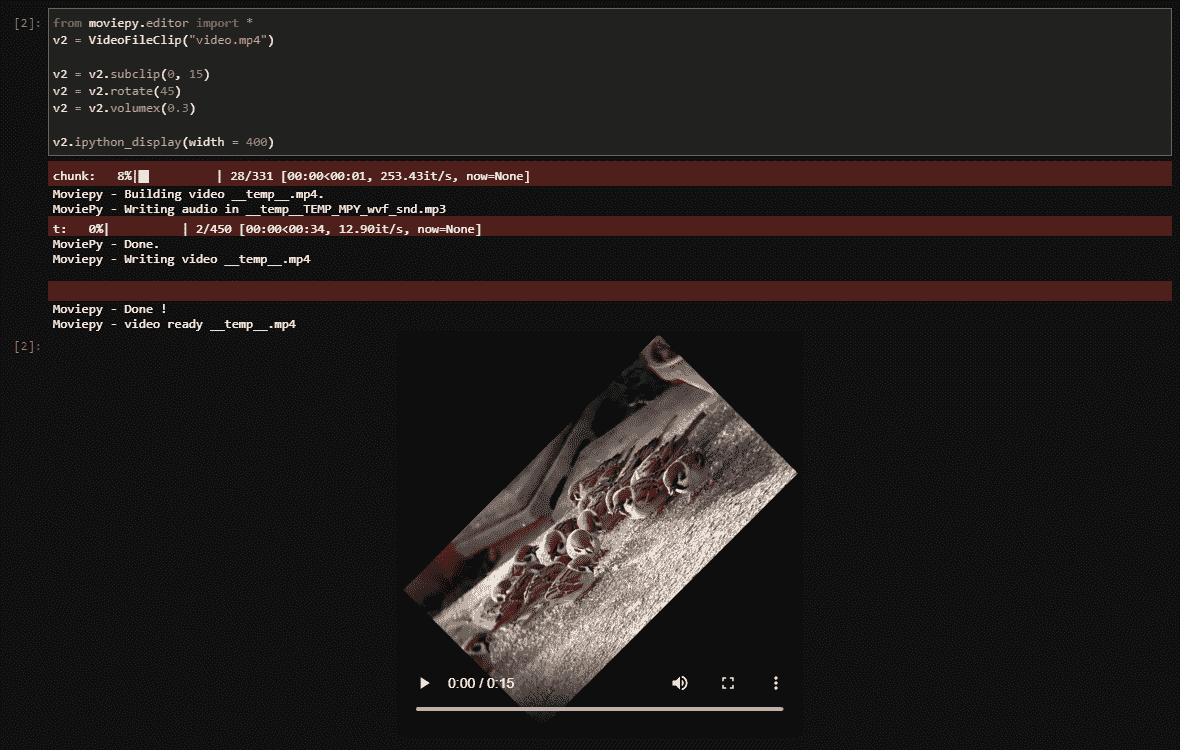 [2]: from moviepy.editor import *
v2 = VideoFileClip("video.mp4")
v2 = v2.subclip(0, 15)
v2 = v2.rotate(45)
v2 = v2.volumex(0.3)
v2.ipython_display(width = 400)
chunk:   8%|█         | 28/331 [00:00<00:01, 253.43it/s, now=None]
Moviepy - Building video __temp__.mp4.
MoviePy - Writing audio in __temp__TEMP_MPY_wvf_snd.mp3
t:   0%|          | 2/450 [00:00<00:34, 12.90it/s, now=None]
MoviePy - Done.
Moviepy - Writing video __temp__.mp4
Moviepy - Done !
Moviepy - video ready __temp__.mp4
[2]:
0:00 / 0:15